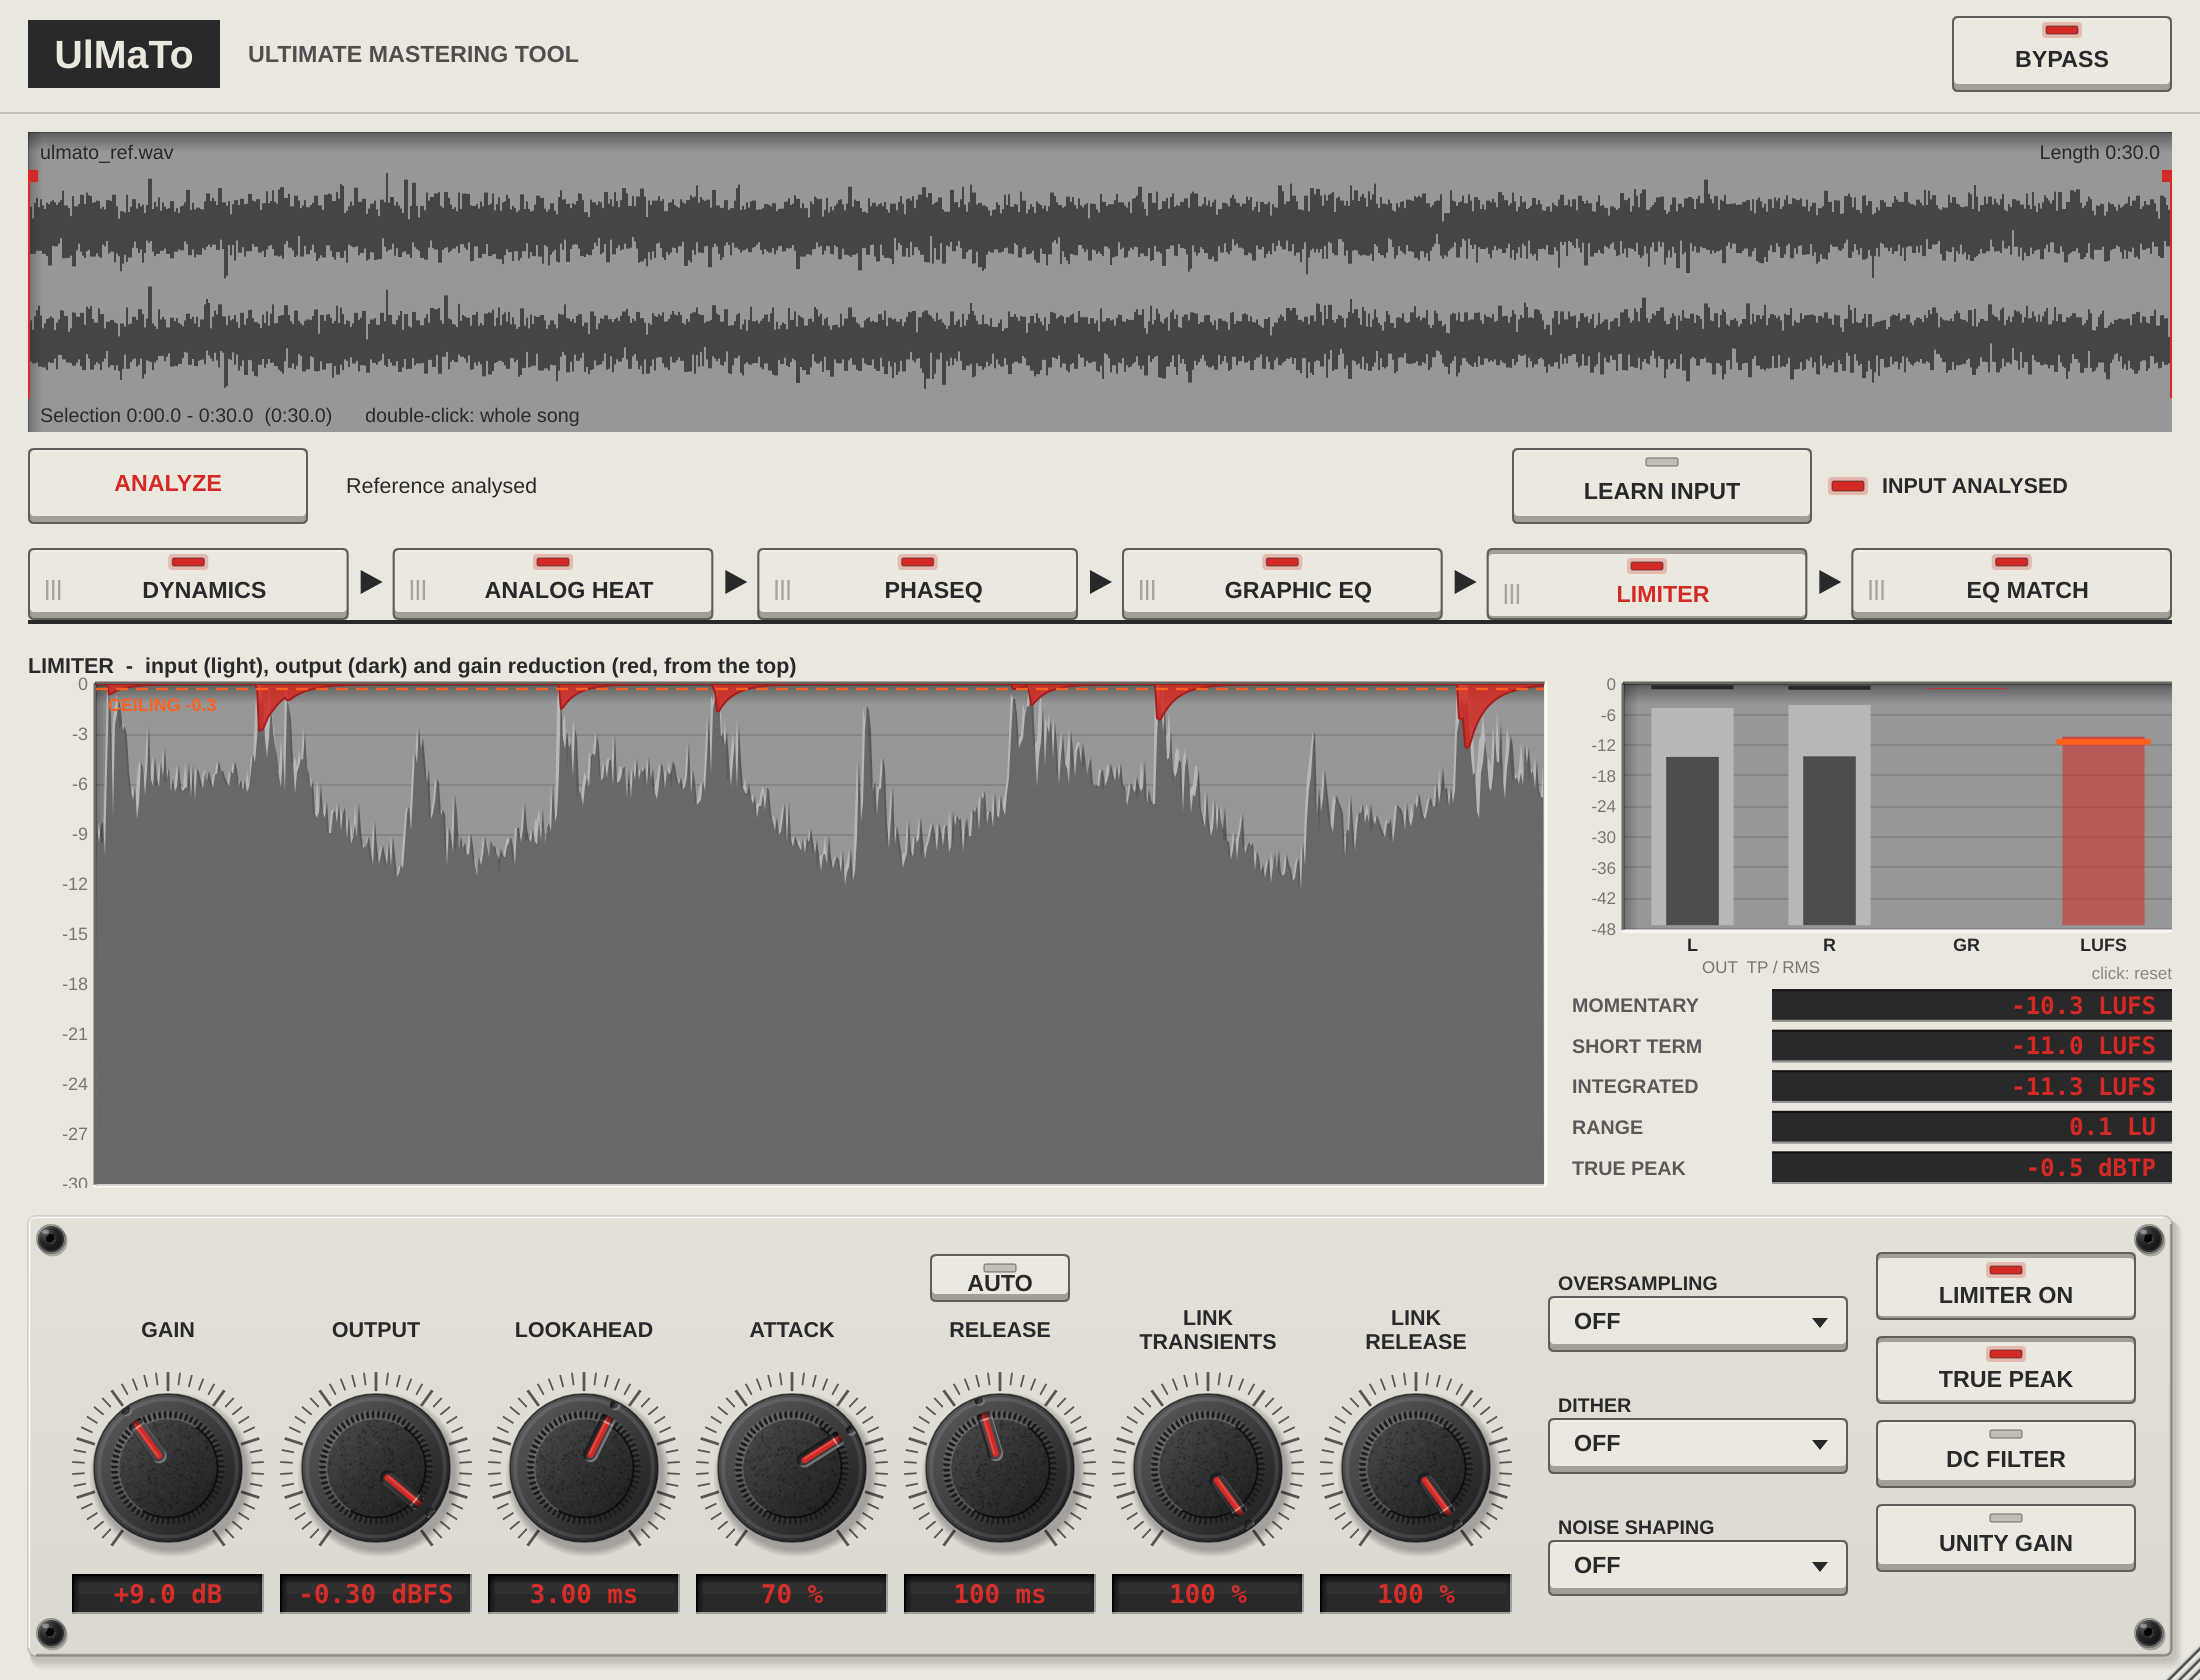 UlMaTo
ULTIMATE MASTERING TOOL
BYPASS
ulmato_ref.wav
Length 0:30.0
Selection 0:00.0 - 0:30.0 (0:30.0) double-click: whole song
ANALYZE
Reference analysed
LEARN INPUT
INPUT ANALYSED
DYNAMICS
ANALOG HEAT
PHASEQ
GRAPHIC EQ
LIMITER
EQ MATCH
LIMITER - input (light), output (dark) and gain reduction (red, from the top)
CEILING -0.3
0
-3
-6
-9
-12
-15
-18
-21
-24
-27
-30
0
-6
-12
-18
-24
-30
-36
-42
-48
L R GR LUFS
OUT TP / RMS
click: reset
MOMENTARY -10.3 LUFS
SHORT TERM -11.0 LUFS
INTEGRATED -11.3 LUFS
RANGE 0.1 LU
TRUE PEAK -0.5 dBTP
AUTO
GAIN
OUTPUT
LOOKAHEAD
ATTACK
RELEASE
LINK
TRANSIENTS
LINK
RELEASE
+9.0 dB
-0.30 dBFS
3.00 ms
70 %
100 ms
100 %
100 %
OVERSAMPLING
OFF
DITHER
OFF
NOISE SHAPING
OFF
LIMITER ON
TRUE PEAK
DC FILTER
UNITY GAIN